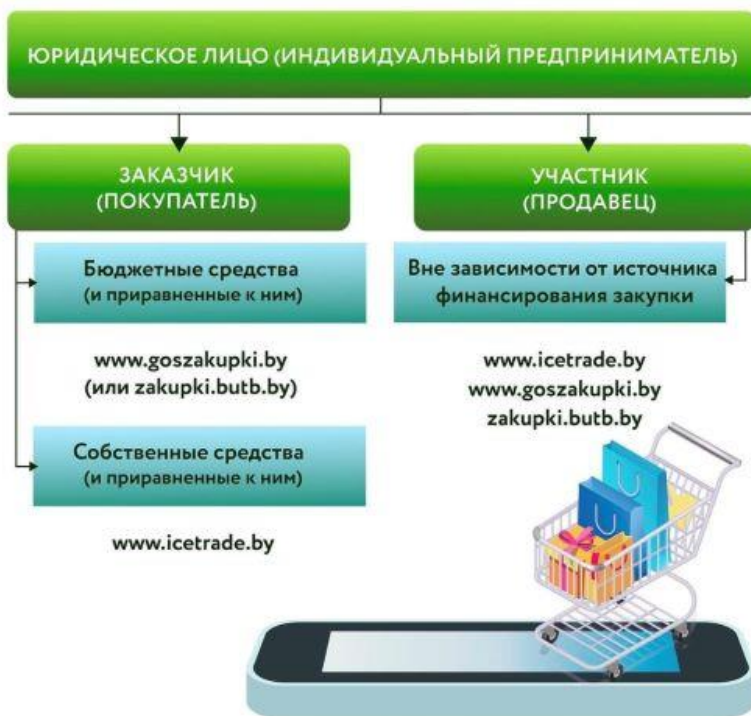 ЮРИДИЧЕСКОЕ ЛИЦО (ИНДИВИДУАЛЬНЫЙ ПРЕДПРИНИМАТЕЛЬ)
ЗАКАЗЧИК
(ПОКУПАТЕЛЬ)
Бюджетные средства
(и приравненные к ним)
www.goszakupki.by
(или zakupki.butb.by)
Собственные средства
(и приравненные к ним)
www.icetrade.by
УЧАСТНИК
(ПРОДАВЕЦ)
Вне зависимости от источника
финансирования закупки
www.icetrade.by
www.goszakupki.by
zakupki.butb.by